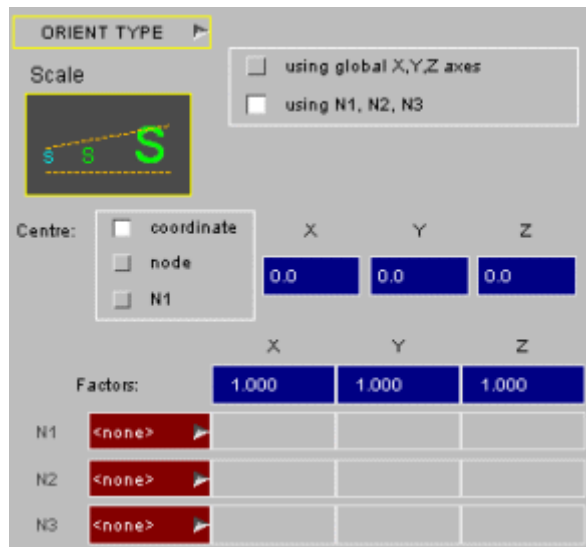 ORIENT TYPE
Scale
using global X,Y,Z axes
using N1, N2, N3
s S S
Centre:
coordinate
node
N1
X Y Z
0.0 0.0 0.0
X Y Z
Factors: 1.000 1.000 1.000
N1 <none>
N2 <none>
N3 <none>